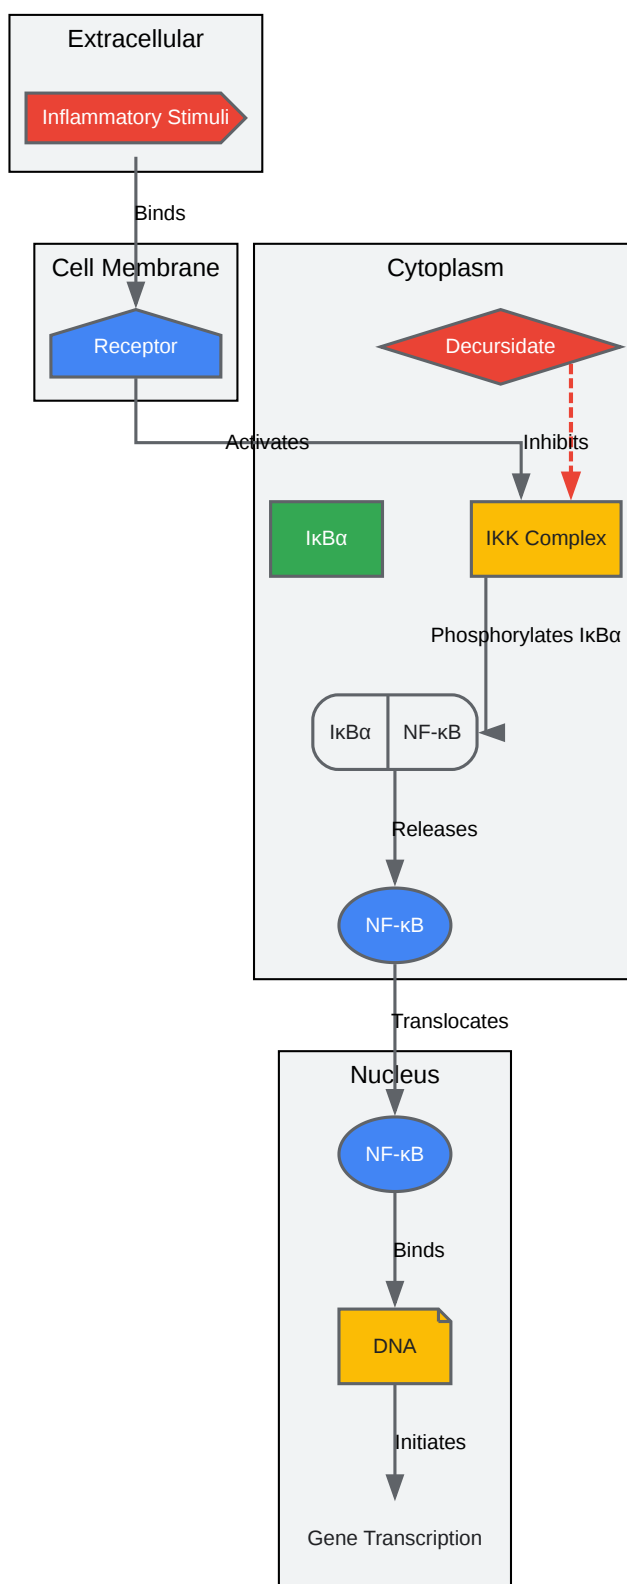 Extracellular
Inflammatory Stimuli
Binds
Cell Membrane
Cytoplasm
Receptor
Decursidate
Activates
Inhibits
IκBα
IKK Complex
Phosphorylates IκBα
IκBα
NF-κB
Releases
NF-κB
Translocates
Nucleus
NF-κB
Binds
DNA
Initiates
Gene Transcription